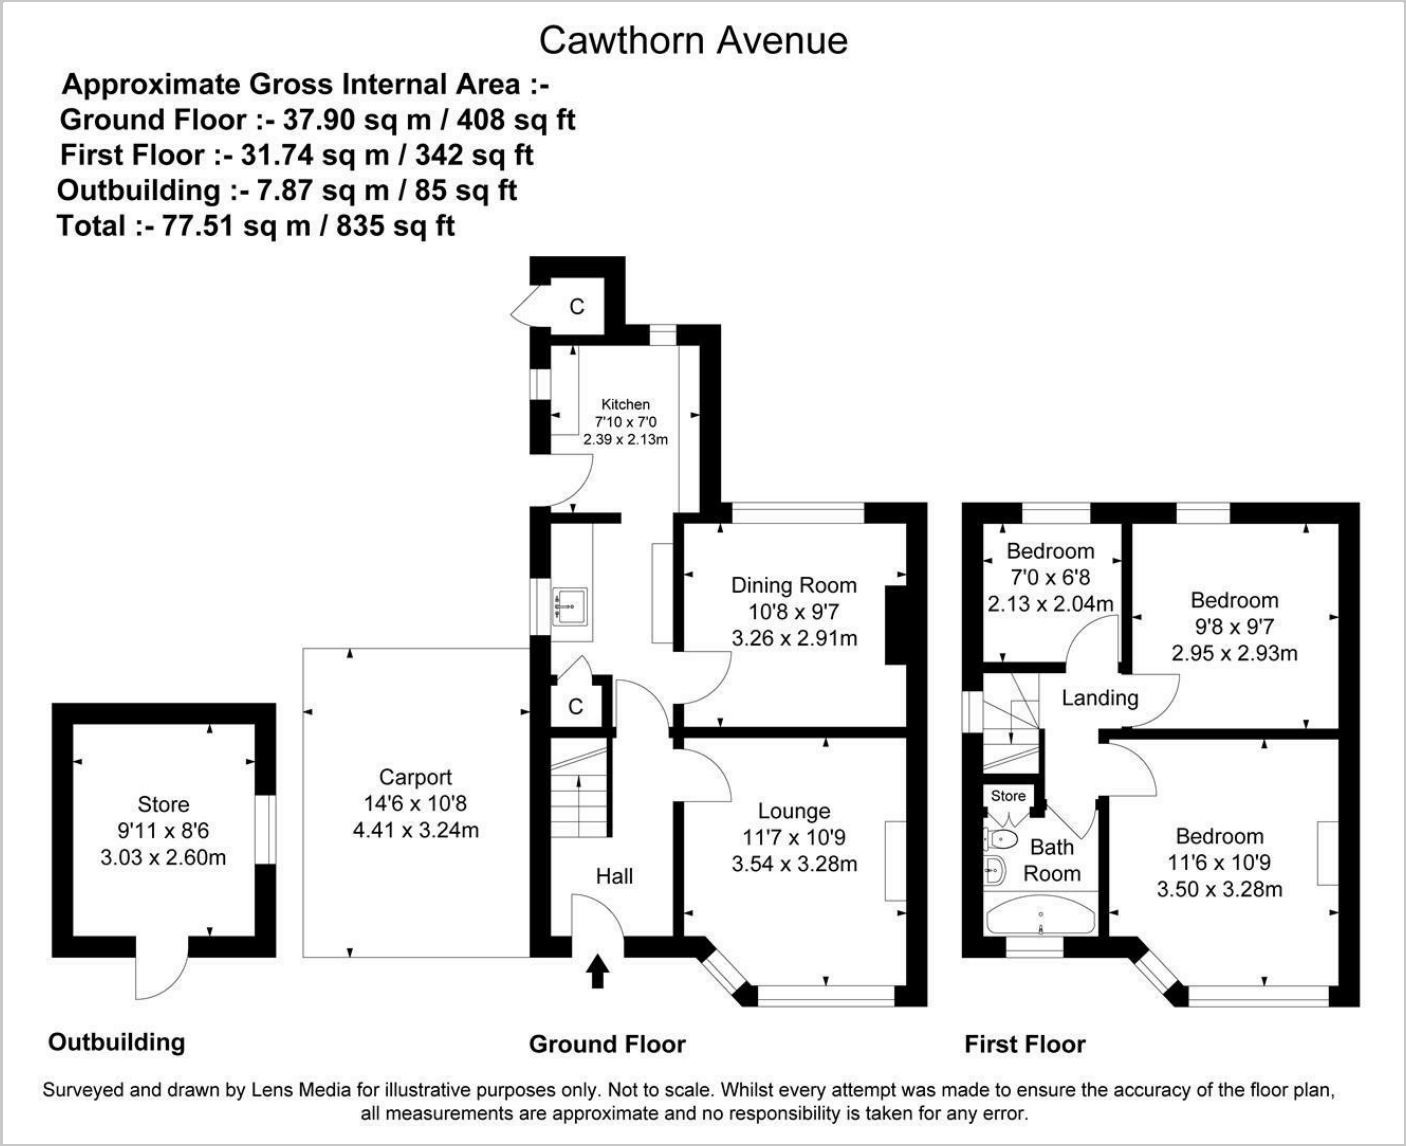 Cawthorn Avenue
Approximate Gross Internal Area :-
Ground Floor :- 37.90 sq m / 408 sq ft
First Floor :- 31.74 sq m / 342 sq ft
Outbuilding :- 7.87 sq m / 85 sq ft
Total :- 77.51 sq m / 835 sq ft
C
Kitchen
7'10 x 7'0
2.39 x 2.13m
Dining Room
10'8 x 9'7
3.26 x 2.91m
C
Store
9'11 x 8'6
3.03 x 2.60m
Carport
14'6 x 10'8
4.41 x 3.24m
Lounge
11'7 x 10'9
3.54 x 3.28m
Hall
Bedroom
7'0 x 6'8
2.13 x 2.04m
Bedroom
9'8 x 9'7
2.95 x 2.93m
Landing
Store
Bath
Room
Bedroom
11'6 x 10'9
3.50 x 3.28m
Outbuilding
Ground Floor
First Floor
Surveyed and drawn by Lens Media for illustrative purposes only. Not to scale. Whilst every attempt was made to ensure the accuracy of the floor plan,
all measurements are approximate and no responsibility is taken for any error.